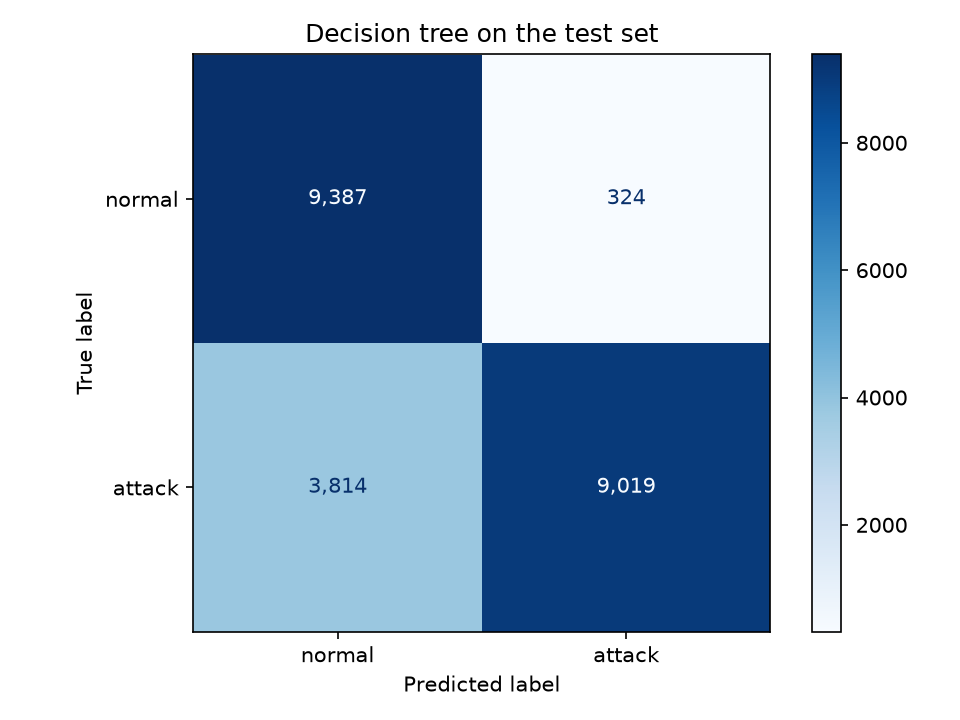 Decision tree on the test set
True label
normal
attack
9,387
324
3,814
9,019
normal
attack
Predicted label
8000
6000
4000
2000